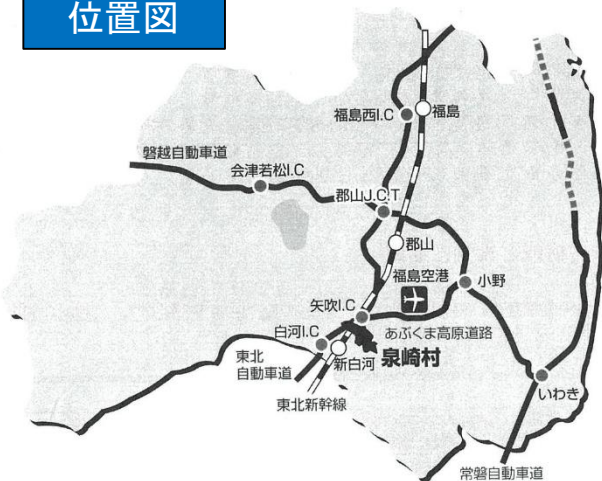 位置図
福島西I.C
福島
磐越自動車道
会津若松I.C
郡山J.C.T
郡山
福島空港
小野
矢吹I.C
あぶくま高原道路
白河I.C
新白河
泉崎村
東北
自動車道
東北新幹線
いわき
常磐自動車道